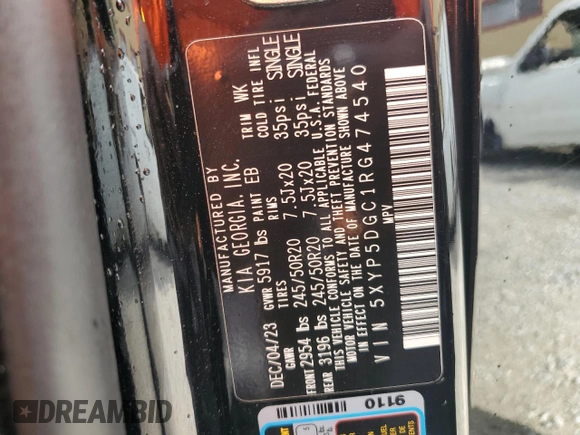 MANUFACTURED BY
KIA GEORGIA, INC.
DEC/04/23 GVWR 5917 lbs PAINT EB TRIM WK
GAWR TIRES RIMS COLD TIRE INFL
FRONT 2954 lbs 245/50R20 7.5Jx20 35psi SINGLE
REAR 3196 lbs 245/50R20 7.5Jx20 35psi SINGLE
THIS VEHICLE CONFORMS TO ALL APPLICABLE U.S.A. FEDERAL
MOTOR VEHICLE SAFETY AND THEFT PREVENTION STANDARDS
IN EFFECT ON THE DATE OF MANUFACTURE SHOWN ABOVE
VIN 5XYP5DGC1RG474540
MPV
9110
DREAMBID